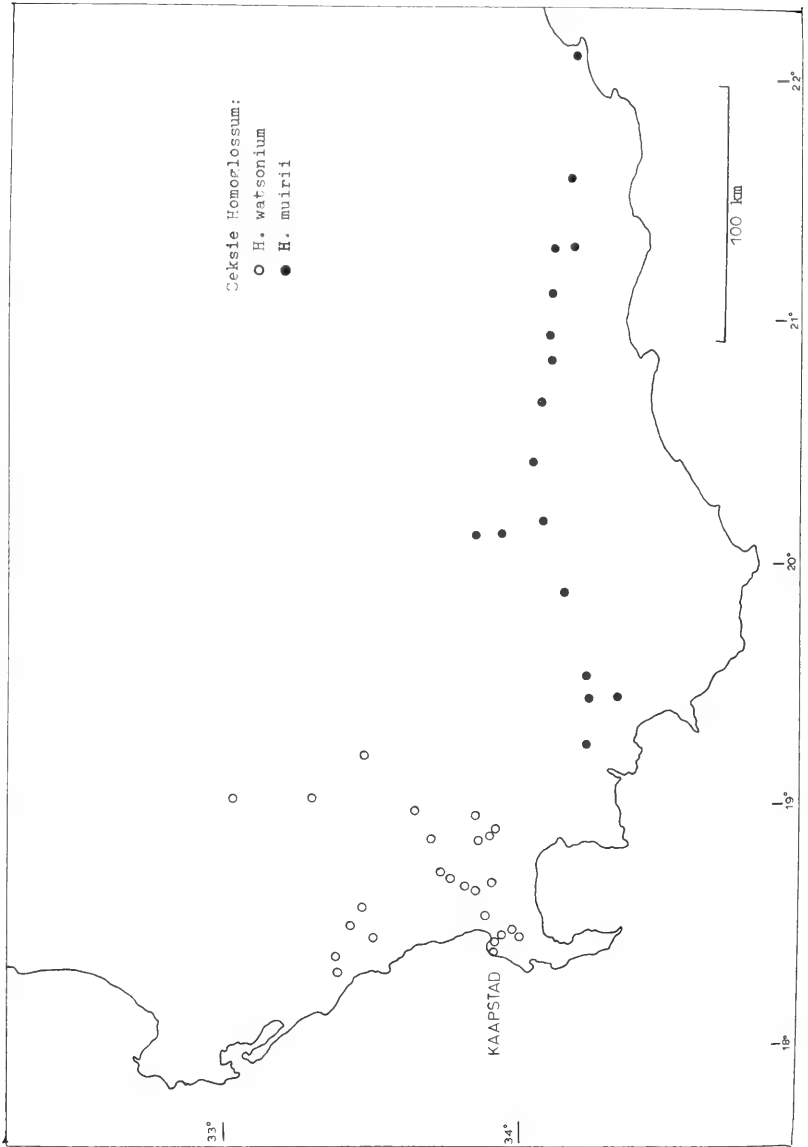 Seksie Homoglossum:
H. watsonium
H. muirii
33°
34°
KAAPSTAD
18°
19°
20°
21°
22°
100 km